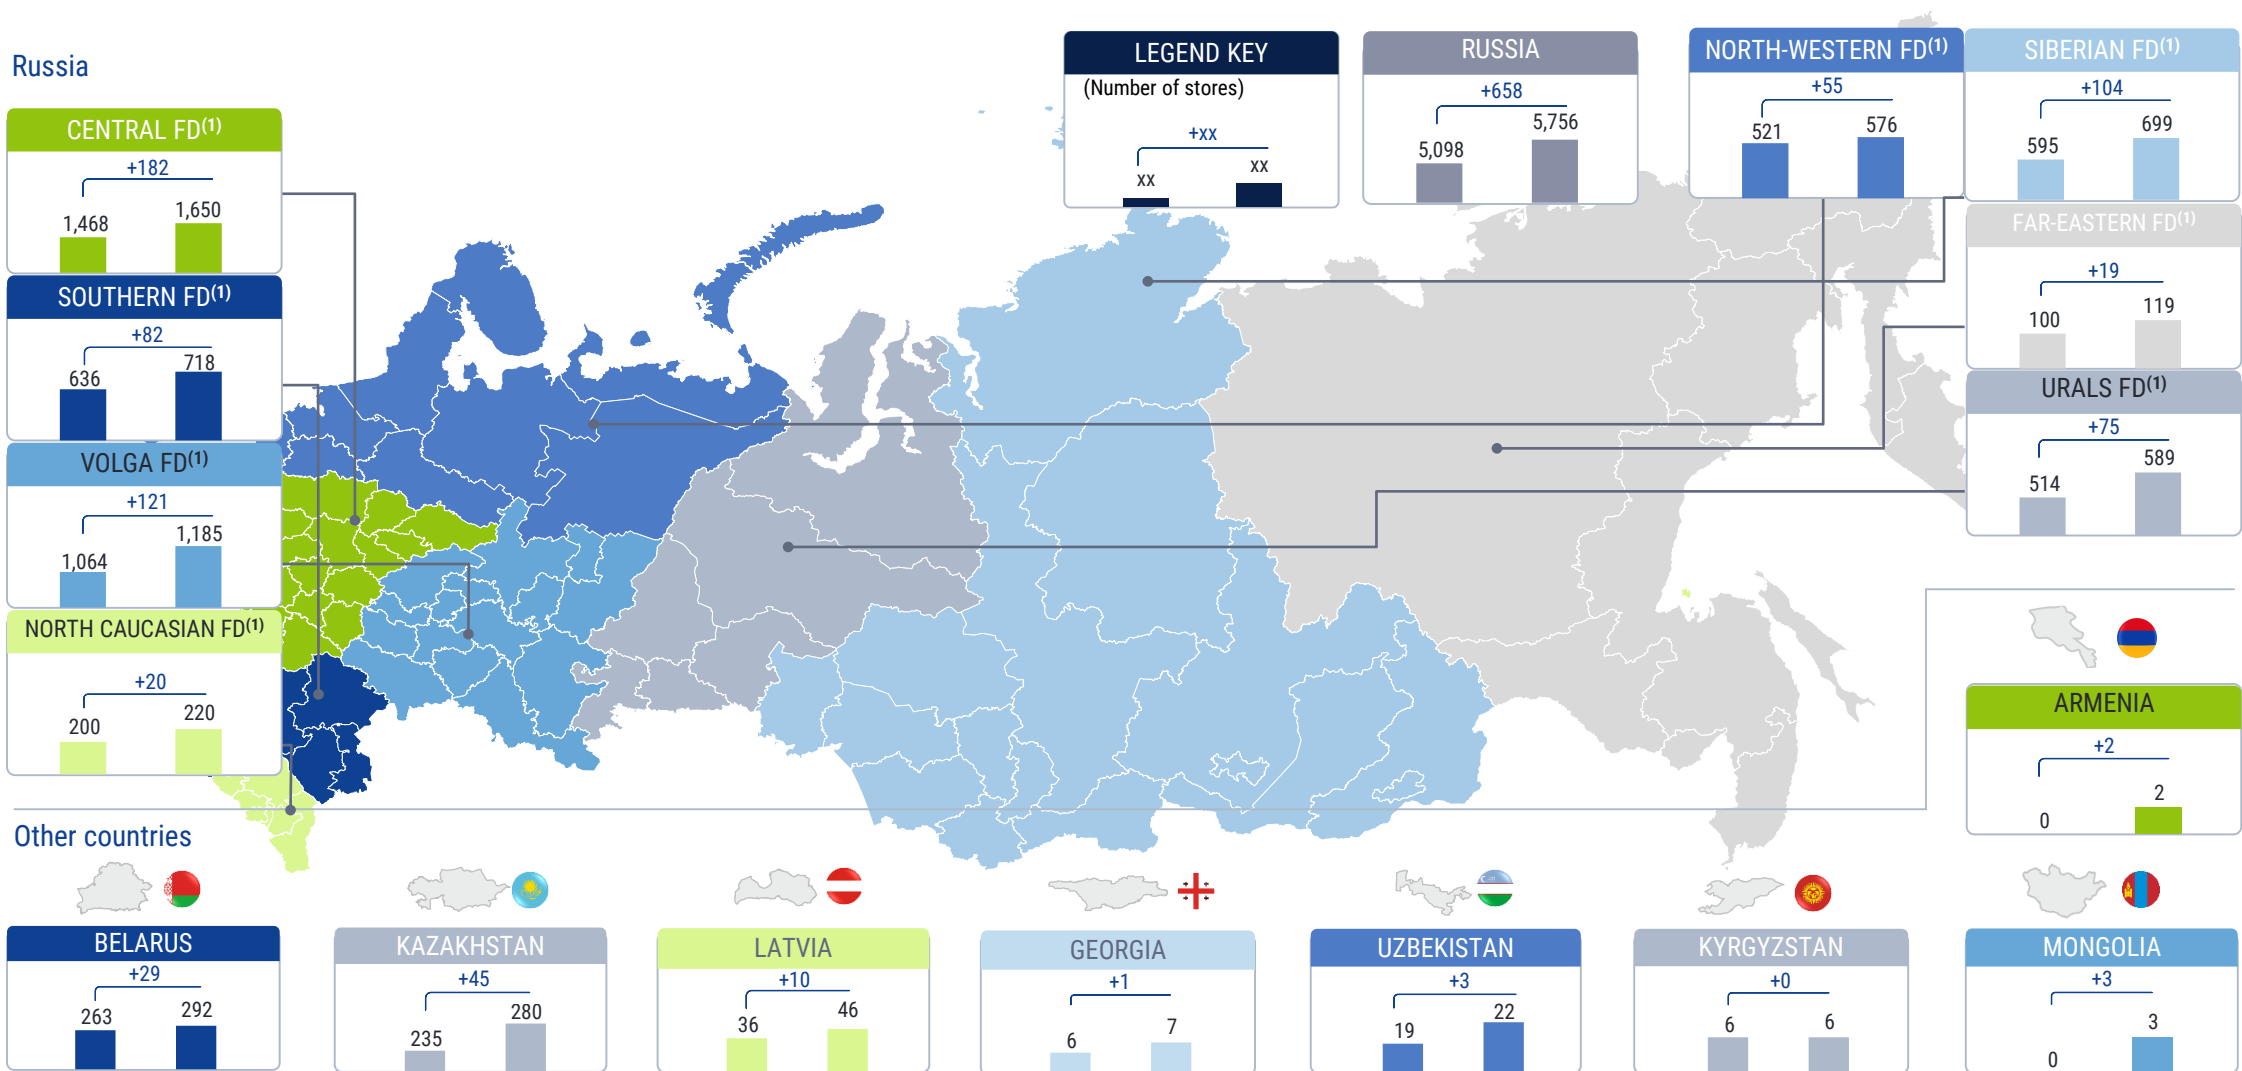 Russia
CENTRAL FD(1)
+182
1,468
1,650
SOUTHERN FD(1)
+82
636
718
VOLGA FD(1)
+121
1,064
1,185
NORTH CAUCASIAN FD(1)
+20
200
220
LEGEND KEY
(Number of stores)
+xx
xx
xx
RUSSIA
+658
5,098
5,756
NORTH-WESTERN FD(1)
+55
521
576
SIBERIAN FD(1)
+104
595
699
FAR-EASTERN FD(1)
+19
100
119
URALS FD(1)
+75
514
589
ARMENIA
+2
0
2
Other countries
BELARUS
+29
263
292
KAZAKHSTAN
+45
235
280
LATVIA
+10
36
46
GEORGIA
+1
6
7
UZBEKISTAN
+3
19
22
KYRGYZSTAN
+0
6
6
MONGOLIA
+3
0
3